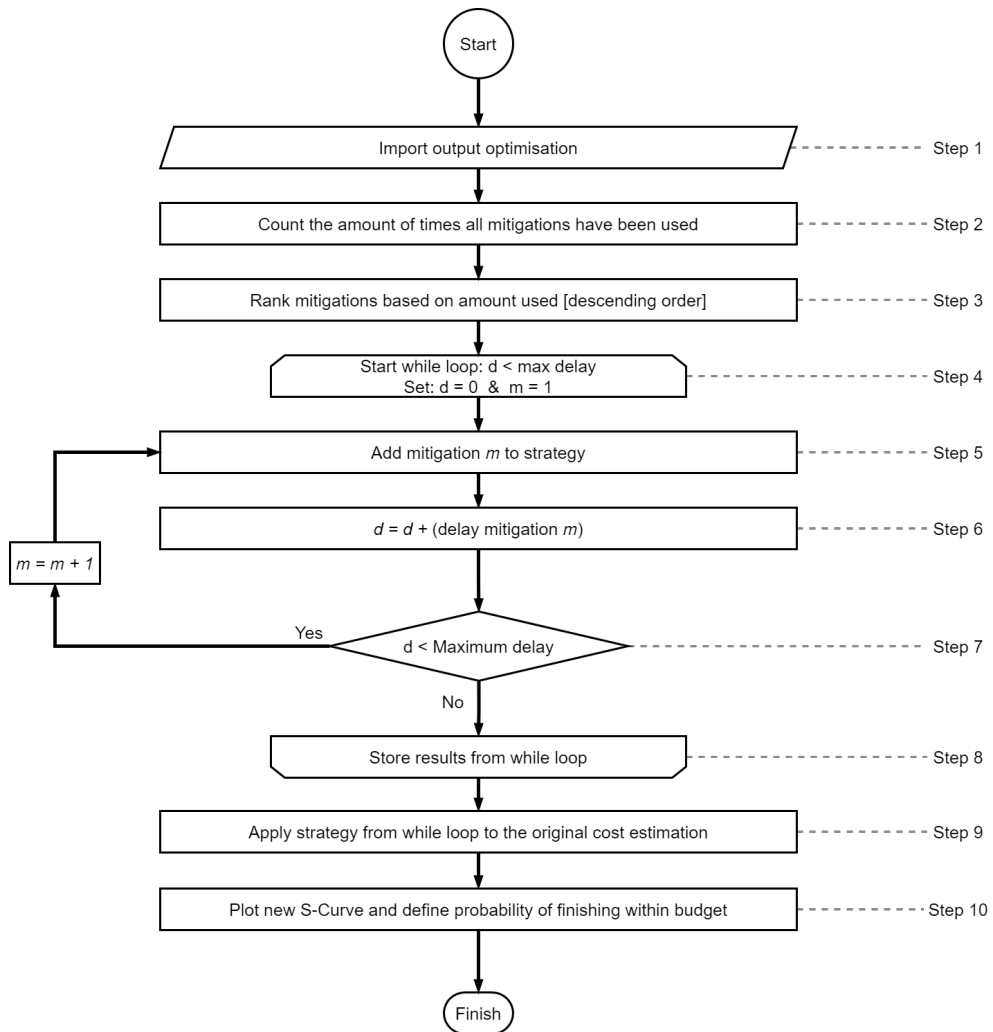 Start
Import output optimisation
Step 1
Count the amount of times all mitigations have been used
Step 2
Rank mitigations based on amount used [descending order]
Step 3
Start while loop: d < max delay
Set: d = 0 & m = 1
Step 4
Add mitigation m to strategy
Step 5
d = d + (delay mitigation m)
Step 6
m = m + 1
Yes
d < Maximum delay
Step 7
No
Store results from while loop
Step 8
Apply strategy from while loop to the original cost estimation
Step 9
Plot new S-Curve and define probability of finishing within budget
Step 10
Finish